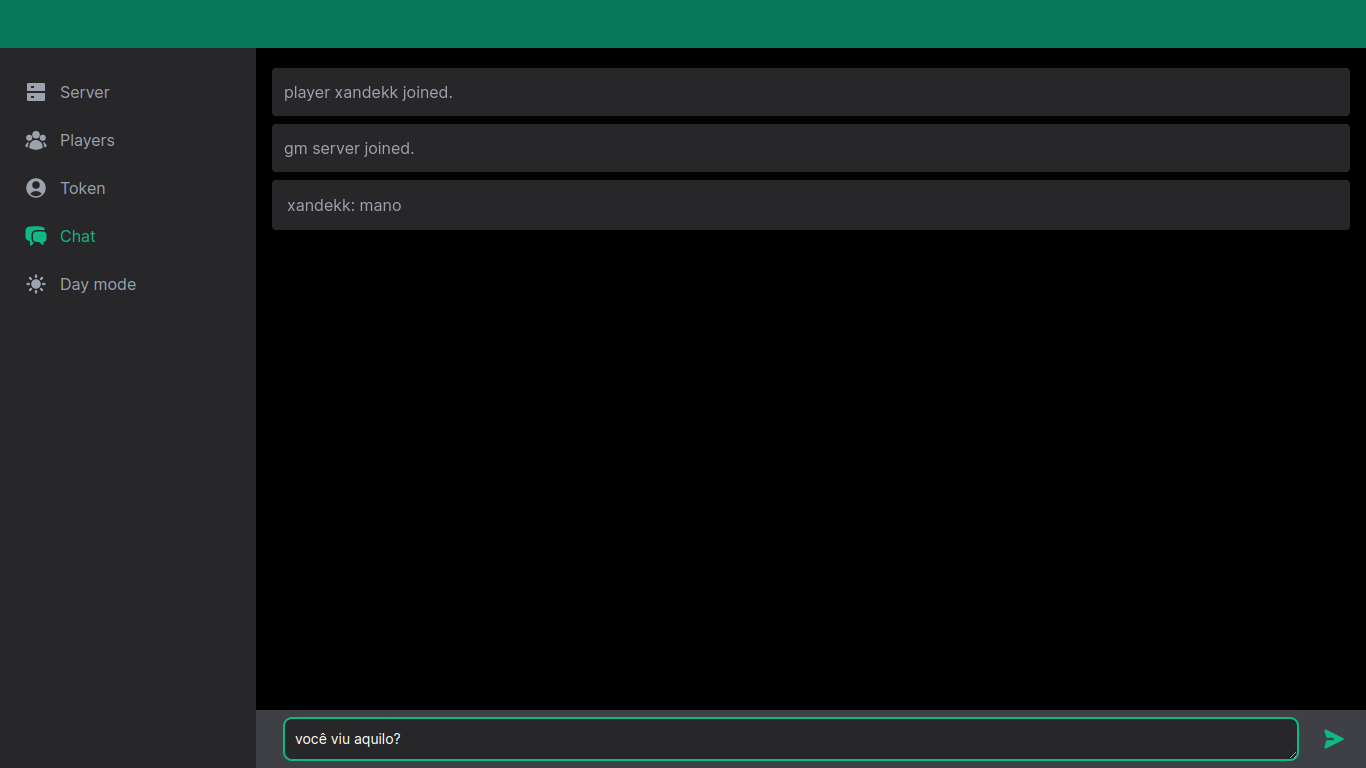 Server
Players
Token
Chat
Day mode
player xandekk joined.
gm server joined.
xandekk: mano
você viu aquilo?